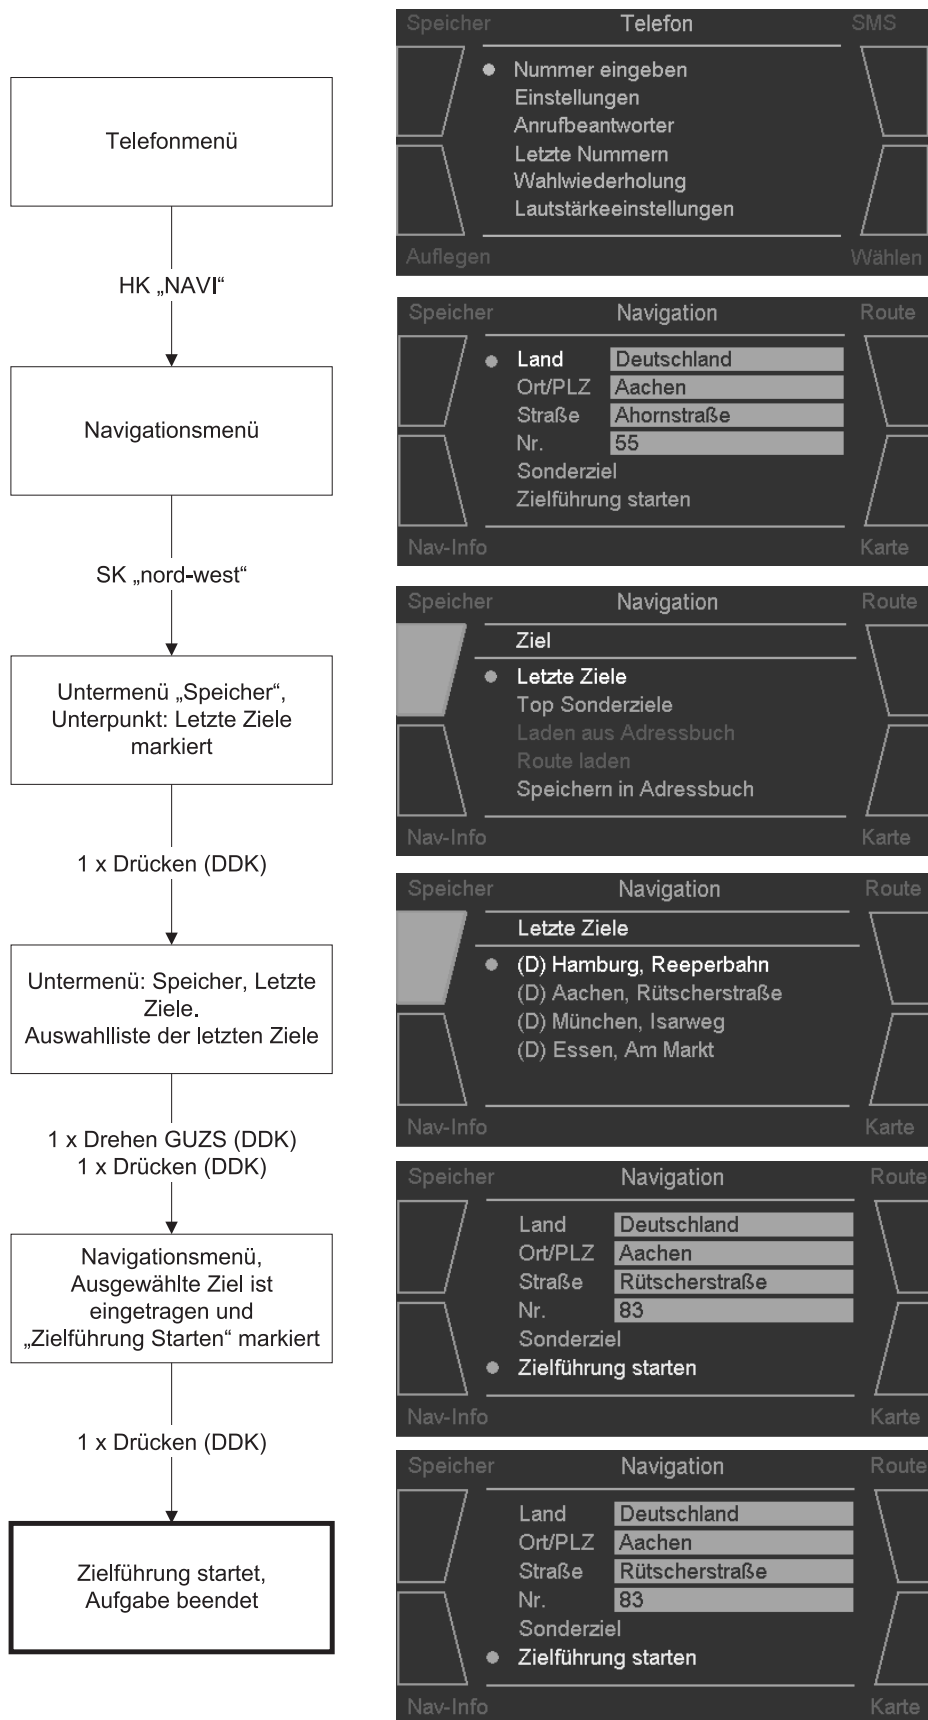 Telefonmenü
HK „NAVI“
Navigationsmenü
SK „nord-west“
Untermenü „Speicher“,
Unterpunkt: Letzte Ziele
markiert
1 x Drücken (DDK)
Untermenü: Speicher, Letzte
Ziele.
Auswahlliste der letzten Ziele
1 x Drehen GUZS (DDK)
1 x Drücken (DDK)
Navigationsmenü,
Ausgewählte Ziel ist
eingetragen und
„Zielführung Starten“ markiert
1 x Drücken (DDK)
Zielführung startet,
Aufgabe beendet
Speicher Telefon SMS
Nummer eingeben
Einstellungen
Anrufbeantworter
Letzte Nummern
Wahlwiederholung
Lautstärkeeinstellungen
Auflegen Wählen
Speicher Navigation Route
Land Deutschland
Ort/PLZ Aachen
Straße Ahornstraße
Nr. 55
Sonderziel
Zielführung starten
Nav-Info Karte
Speicher Navigation Route
Ziel
Letzte Ziele
Top Sonderziele
Laden aus Adressbuch
Route laden
Speichern in Adressbuch
Nav-Info Karte
Speicher Navigation Route
Letzte Ziele
(D) Hamburg, Reeperbahn
(D) Aachen, Rütscherstraße
(D) München, Isarweg
(D) Essen, Am Markt
Nav-Info Karte
Speicher Navigation Route
Land Deutschland
Ort/PLZ Aachen
Straße Rütscherstraße
Nr. 83
Sonderziel
Zielführung starten
Nav-Info Karte
Speicher Navigation Route
Land Deutschland
Ort/PLZ Aachen
Straße Rütscherstraße
Nr. 83
Sonderziel
Zielführung starten
Nav-Info Karte